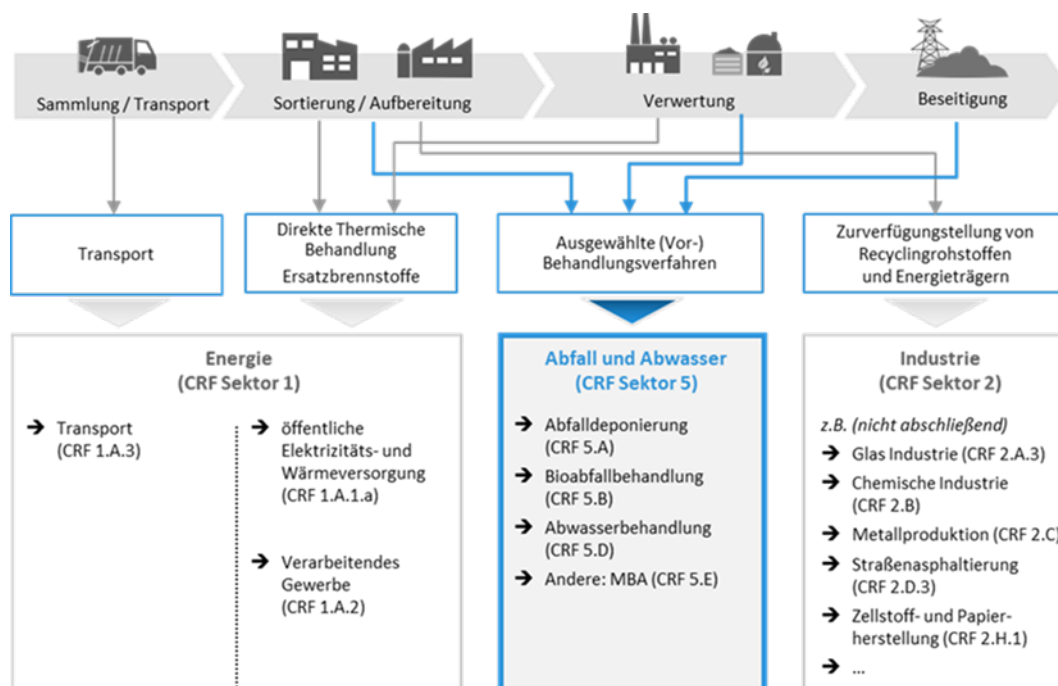 Sammlung / Transport
Sortierung / Aufbereitung
Verwertung
Beseitigung
Transport
Direkte Thermische
Behandlung
Ersatzbrennstoffe
Ausgewählte (Vor-)
Behandlungsverfahren
Zurverfügungstellung von
Recyclingrohstoffen
und Energieträgern
Energie
(CRF Sektor 1)
➔ Transport
(CRF 1.A.3)
➔ öffentliche
Elektrizitäts- und
Wärmeversorgung
(CRF 1.A.1.a)
➔ Verarbeitendes
Gewerbe
(CRF 1.A.2)
Abfall und Abwasser
(CRF Sektor 5)
➔ Abfalldeponierung
(CRF 5.A)
➔ Bioabfallbehandlung
(CRF 5.B)
➔ Abwasserbehandlung
(CRF 5.D)
➔ Andere: MBA (CRF 5.E)
Industrie
(CRF Sektor 2)
z.B. (nicht abschließend)
➔ Glas Industrie (CRF 2.A.3)
➔ Chemische Industrie
(CRF 2.B)
➔ Metallproduktion (CRF 2.C)
➔ Straßenasphaltierung
(CRF 2.D.3)
➔ Zellstoff- und Papier-
herstellung (CRF 2.H.1)
➔ ...